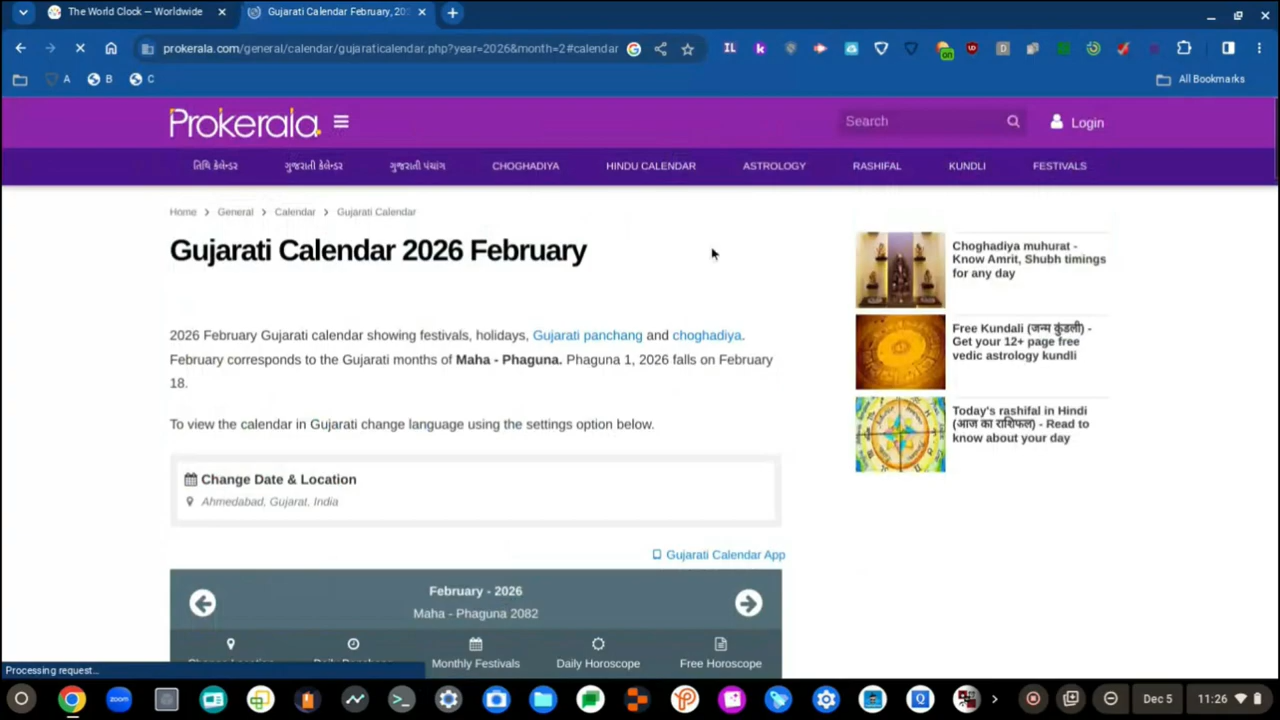 The World Clock — Worldwide
Gujarati Calendar February, 20
prokerala.com/general/calendar/gujaraticalendar.php?year=2026&month=2#calendar
A B C
All Bookmarks
Prokerala
Search
Login
તિથિ કેલેન્ડર ગુજરાતી કેલેન્ડર ગુજરાતી પંચાંગ CHOGHADIYA HINDU CALENDAR ASTROLOGY RASHIFAL KUNDLI FESTIVALS
Home > General > Calendar > Gujarati Calendar
Gujarati Calendar 2026 February
2026 February Gujarati calendar showing festivals, holidays, Gujarati panchang and choghadiya.
February corresponds to the Gujarati months of Maha - Phaguna. Phaguna 1, 2026 falls on February
18.
To view the calendar in Gujarati change language using the settings option below.
Change Date & Location
Ahmedabad, Gujarat, India
Gujarati Calendar App
February - 2026
Maha - Phaguna 2082
Monthly Festivals Daily Horoscope Free Horoscope
Choghadiya muhurat -
Know Amrit, Shubh timings
for any day
Free Kundali (जन्म कुंडली) -
Get your 12+ page free
vedic astrology kundli
Today's rashifal in Hindi
(आज का राशिफल) - Read to
know about your day
Processing request...
zoom
Dec 5
11:26